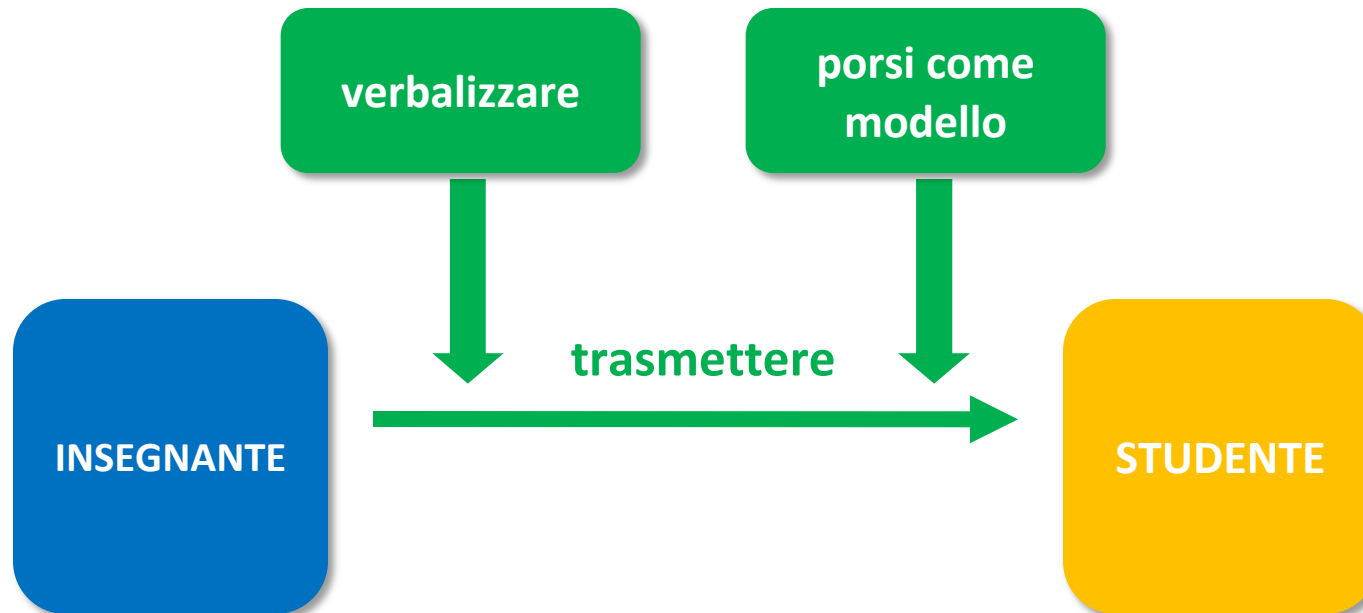 verbalizzare
porsi come
modello
trasmettere
INSEGNANTE
STUDENTE